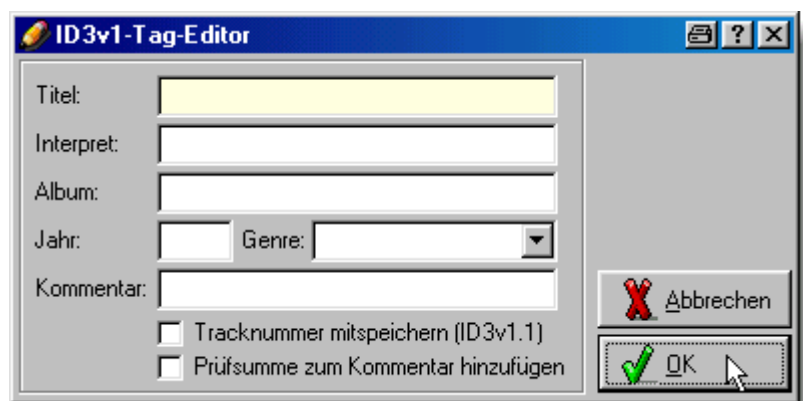 ID3v1-Tag-Editor
Titel:
Interpret:
Album:
Jahr: Genre:
Kommentar:
Tracknummer mitspeichern (ID3v1.1)
Prüfsumme zum Kommentar hinzufügen
Abbrechen
OK